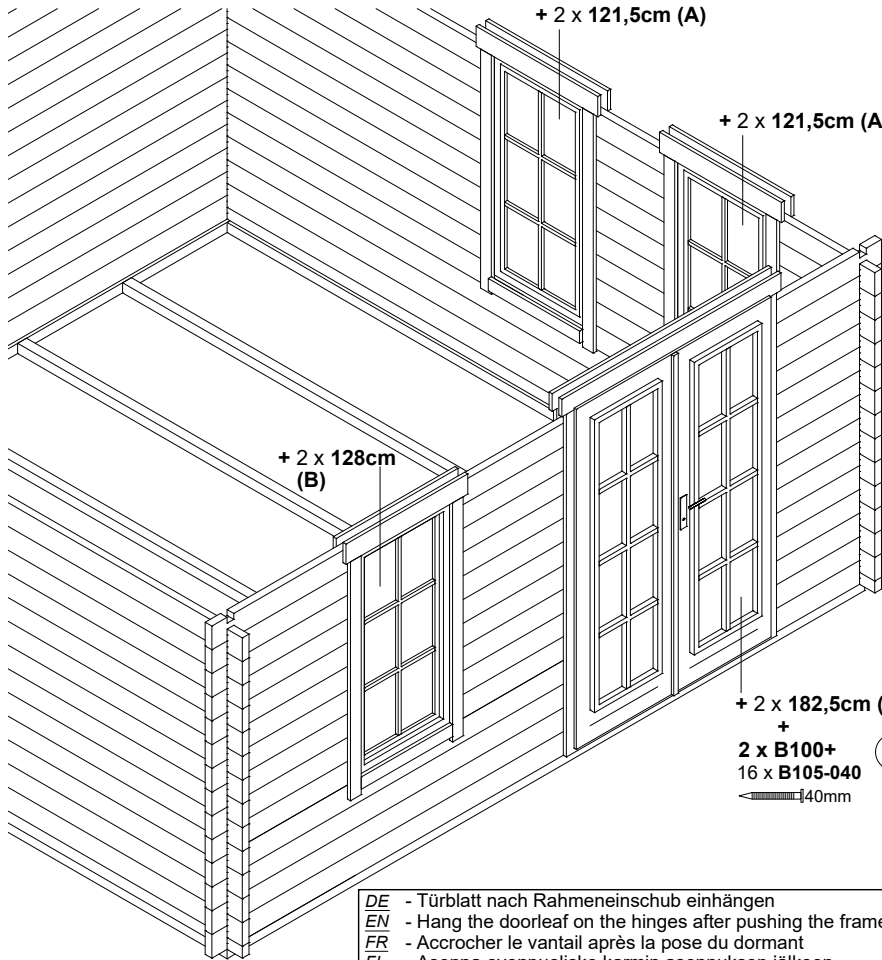 + 2 x 121,5cm (A)
+ 2 x 121,5cm (A
+ 2 x 128cm
(B)
+ 2 x 182,5cm (
+
2 x B100+
16 x B105-040
40mm
DE - Türblatt nach Rahmeneinschub einhängen
EN - Hang the doorleaf on the hinges after pushing the frame
FR - Accrocher le vantail après la pose du dormant